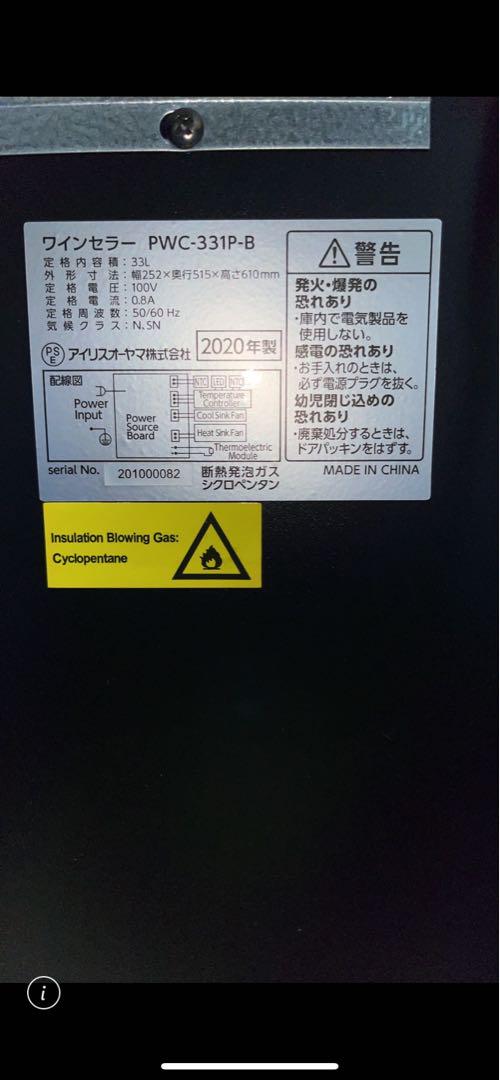 ワインセラー PWC-331P-B
定格内容積:33L
外形寸法:幅252×奥行515×高さ610mm
定格電圧:100V
定格電流:0.8A
定格周波数:50/60 Hz
気候クラス:N、SN
PS
E
アイリスオーヤマ株式会社
2020年製
配線図
Power
Input
Power
Source
Board
NTC LED NTC
Temperature
Controller
Cool Sink Fan
Heat Sink Fan
Thermoelectric
Module
serial No. 201000082
断熱発泡ガス
シクロペンタン
警告
発火・爆発の
恐れあり
・庫内で電気製品を
使用しない。
感電の恐れあり
・お手入れのときは、
必ず電源プラグを抜く。
幼児閉じ込めの
恐れあり
・廃棄処分するときは、
ドアパッキンをはずす。
MADE IN CHINA
Insulation Blowing Gas:
Cyclopentane
i